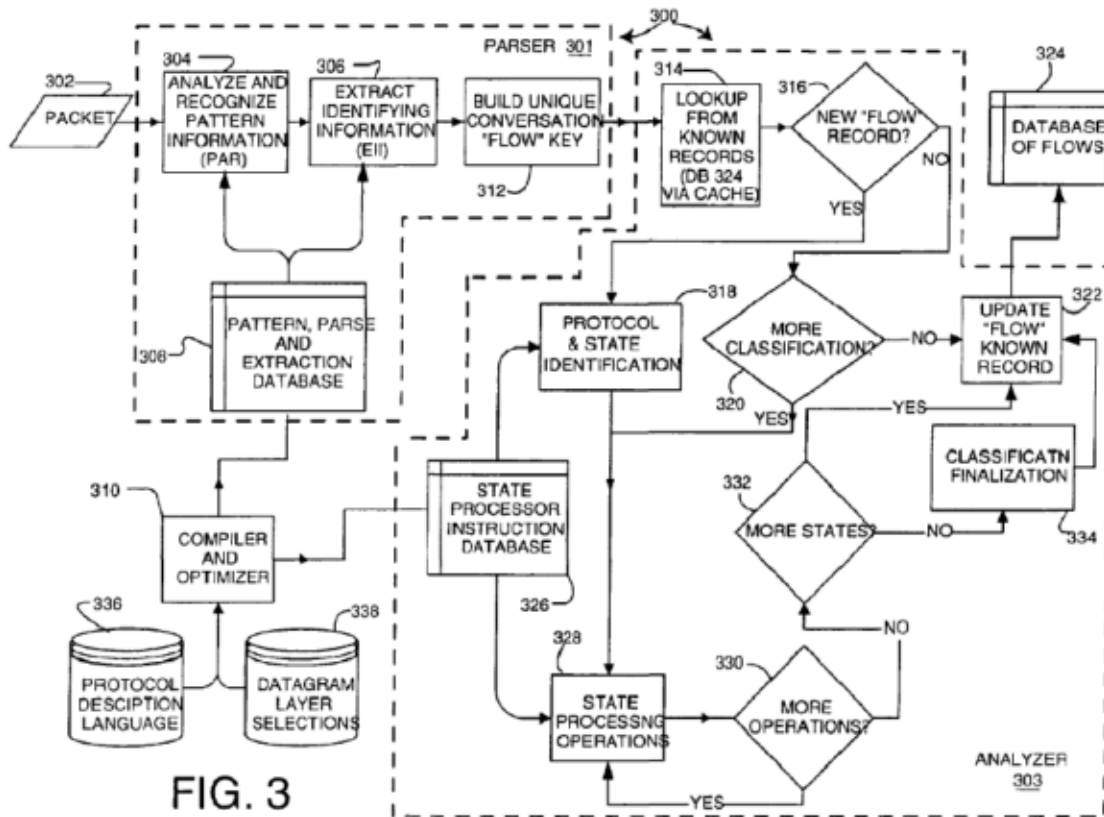 300
PARSER 301
302
PACKET
304
ANALYZE AND
RECOGNIZE
PATTERN
INFORMATION
(PAR)
306
EXTRACT
IDENTIFYING
INFORMATION
(EII)
BUILD UNIQUE
CONVERSATION
"FLOW" KEY
312
314
LOOKUP
FROM
KNOWN
RECORDS
(DB 324
VIA CACHE)
316
NEW "FLOW"
RECORD?
NO
YES
324
DATABASE
OF FLOWS
308
PATTERN, PARSE
AND
EXTRACTION
DATABASE
318
PROTOCOL
& STATE
IDENTIFICATION
MORE
CLASSIFICATION?
320
NO
YES
322
UPDATE
"FLOW"
KNOWN
RECORD
YES
CLASSIFICATN
FINALIZATION
334
332
MORE STATES?
NO
NO
310
COMPILER
AND
OPTIMIZER
STATE
PROCESSOR
INSTRUCTION
DATABASE
326
336
PROTOCOL
DESCIPTION
LANGUAGE
338
DATAGRAM
LAYER
SELECTIONS
328
STATE
PROCESSNG
OPERATIONS
330
MORE
OPERATIONS?
YES
ANALYZER
303
FIG. 3